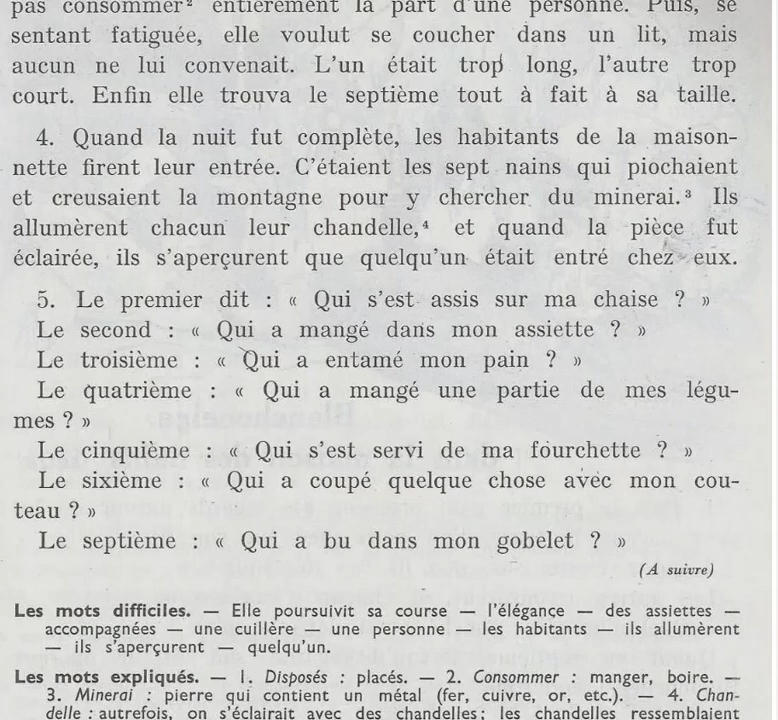 pas consommer² entièrement la part d'une personne. Puis, se
sentant fatiguée, elle voulut se coucher dans un lit, mais
aucun ne lui convenait. L'un était trop long, l'autre trop
court. Enfin elle trouva le septième tout à fait à sa taille.
4. Quand la nuit fut complète, les habitants de la maison-
nette firent leur entrée. C'étaient les sept nains qui piochaient
et creusaient la montagne pour y chercher du minerai.³ Ils
allumèrent chacun leur chandelle,⁴ et quand la pièce fut
éclairée, ils s'aperçurent que quelqu'un était entré chez eux.
5. Le premier dit : « Qui s'est assis sur ma chaise ? »
Le second : « Qui a mangé dans mon assiette ? »
Le troisième : « Qui a entamé mon pain ? »
Le quatrième : « Qui a mangé une partie de mes légu-
mes ? »
Le cinquième : « Qui s'est servi de ma fourchette ? »
Le sixième : « Qui a coupé quelque chose avec mon cou-
teau ? »
Le septième : « Qui a bu dans mon gobelet ? »
(A suivre)
Les mots difficiles. — Elle poursuivit sa course — l'élégance — des assiettes —
accompagnées — une cuillère — une personne — les habitants — ils allumèrent
— ils s'aperçurent — quelqu'un.
Les mots expliqués. — 1. Disposés : placés. — 2. Consommer : manger, boire. —
3. Minerai : pierre qui contient un métal (fer, cuivre, or, etc.). — 4. Chan-
delle : autrefois, on s'éclairait avec des chandelles ; les chandelles ressemblaient